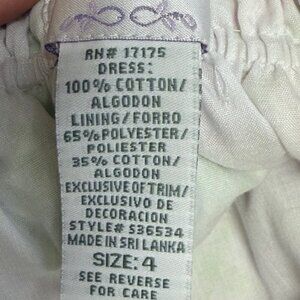 RN# 17175
DRESS:
100% COTTON/
ALGODON
LINING/FORRO
65% POLYESTER/
POLIESTER
35% COTTON/
ALGODON
EXCLUSIVE OF TRIM/
EXCLUSIVO DE
DECORACION
STYLE# S36534
MADE IN SRI LANKA
SIZE: 4
SEE REVERSE
FOR CARE